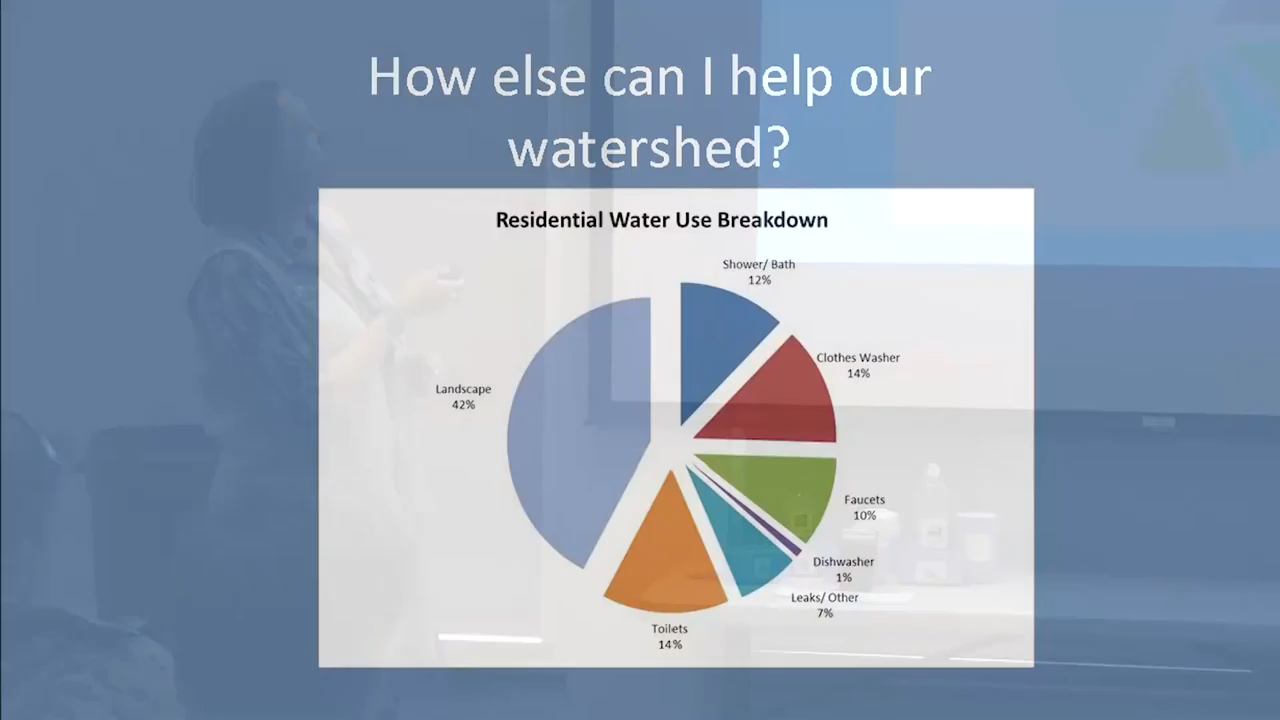 How else can I help our
watershed?
Residential Water Use Breakdown
Shower/ Bath
12%
Clothes Washer
14%
Landscape
42%
Faucets
10%
Dishwasher
1%
Leaks/ Other
7%
Toilets
14%